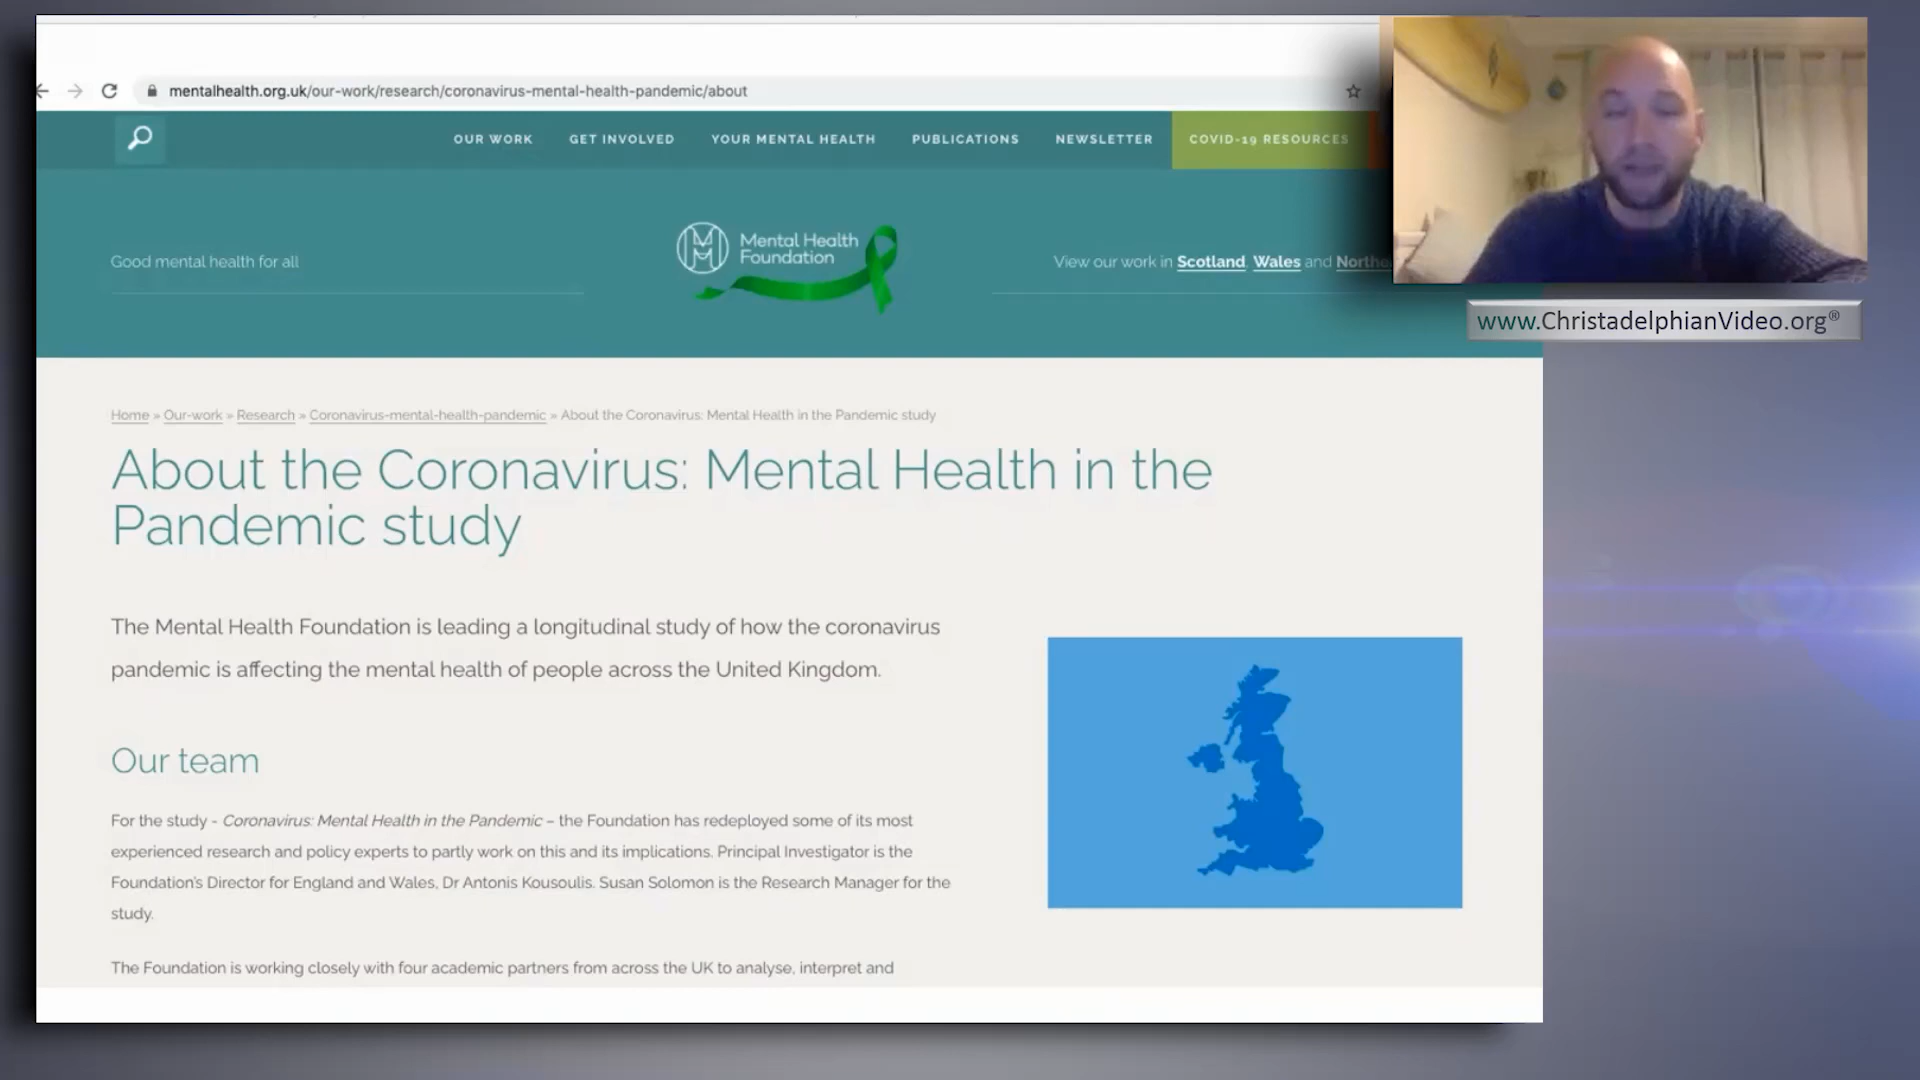 mentalhealth.org.uk/our-work/research/coronavirus-mental-health-pandemic/about
OUR WORK GET INVOLVED YOUR MENTAL HEALTH PUBLICATIONS NEWSLETTER COVID-19 RESOURCES
Good mental health for all
Mental Health
Foundation
View our work in Scotland, Wales and Northe
www.ChristadelphianVideo.org®
Home » Our-work » Research » Coronavirus-mental-health-pandemic » About the Coronavirus: Mental Health in the Pandemic study
About the Coronavirus: Mental Health in the
Pandemic study
The Mental Health Foundation is leading a longitudinal study of how the coronavirus
pandemic is affecting the mental health of people across the United Kingdom.
Our team
For the study - Coronavirus: Mental Health in the Pandemic – the Foundation has redeployed some of its most
experienced research and policy experts to partly work on this and its implications. Principal Investigator is the
Foundation's Director for England and Wales, Dr Antonis Kousoulis. Susan Solomon is the Research Manager for the
study.
The Foundation is working closely with four academic partners from across the UK to analyse, interpret and